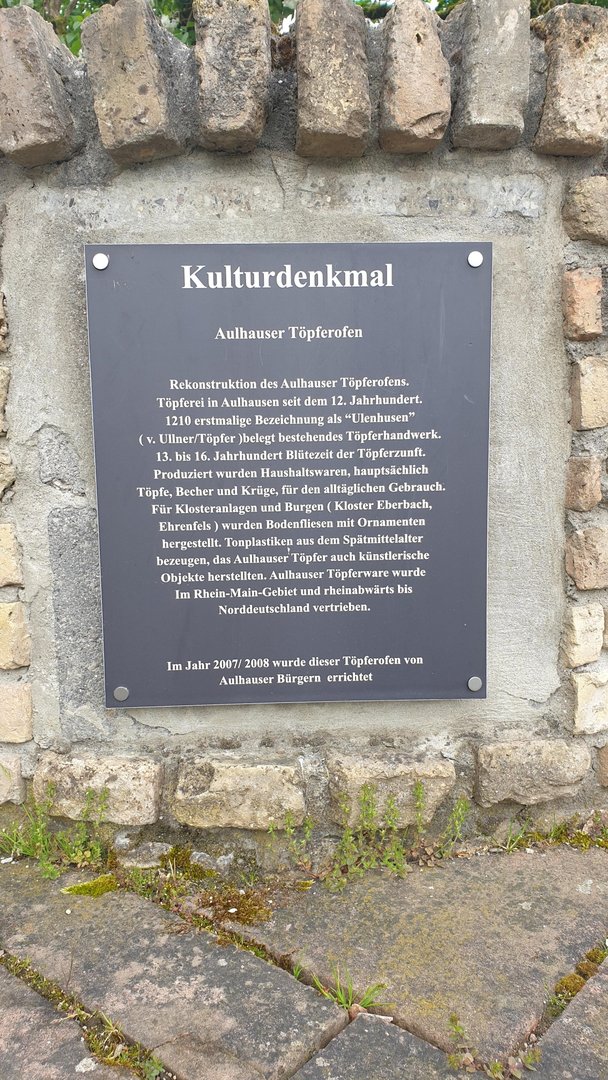 Kulturdenkmal
Aulhauser Töpferofen
Rekonstruktion des Aulhauser Töpferofens.
Töpferei in Aulhausen seit dem 12. Jahrhundert.
1210 erstmalige Bezeichnung als “Ulenhusen”
( v. Ullner/Töpfer )belegt bestehendes Töpferhandwerk.
13. bis 16. Jahrhundert Blütezeit der Töpferzunft.
Produziert wurden Haushaltswaren, hauptsächlich
Töpfe, Becher und Krüge, für den alltäglichen Gebrauch.
Für Klosteranlagen und Burgen ( Kloster Eberbach,
Ehrenfels ) wurden Bodenfliesen mit Ornamenten
hergestellt. Tonplastiken aus dem Spätmittelalter
bezeugen, das Aulhauser Töpfer auch künstlerische
Objekte herstellten. Aulhauser Töpferware wurde
Im Rhein-Main-Gebiet und rheinabwärts bis
Norddeutschland vertrieben.
Im Jahr 2007/ 2008 wurde dieser Töpferofen von
Aulhauser Bürgern errichtet